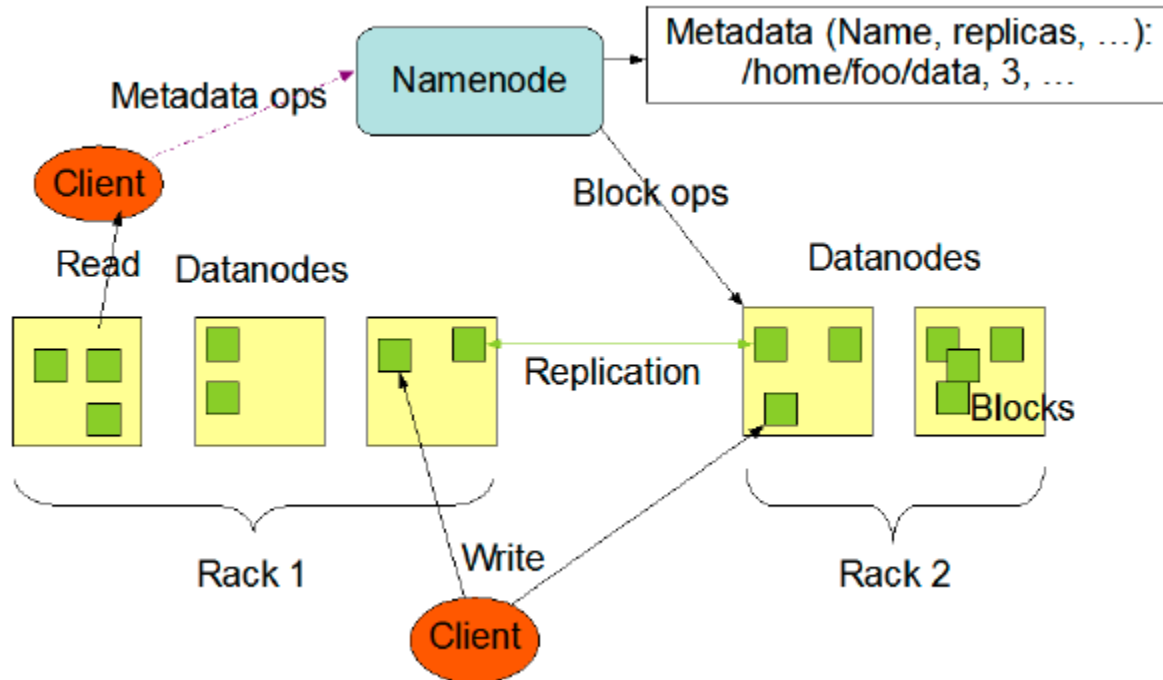 Metadata (Name, replicas, …):
/home/foo/data, 3, …
Namenode
Metadata ops
Client
Block ops
Read
Datanodes
Datanodes
Replication
Blocks
Rack 1
Write
Rack 2
Client